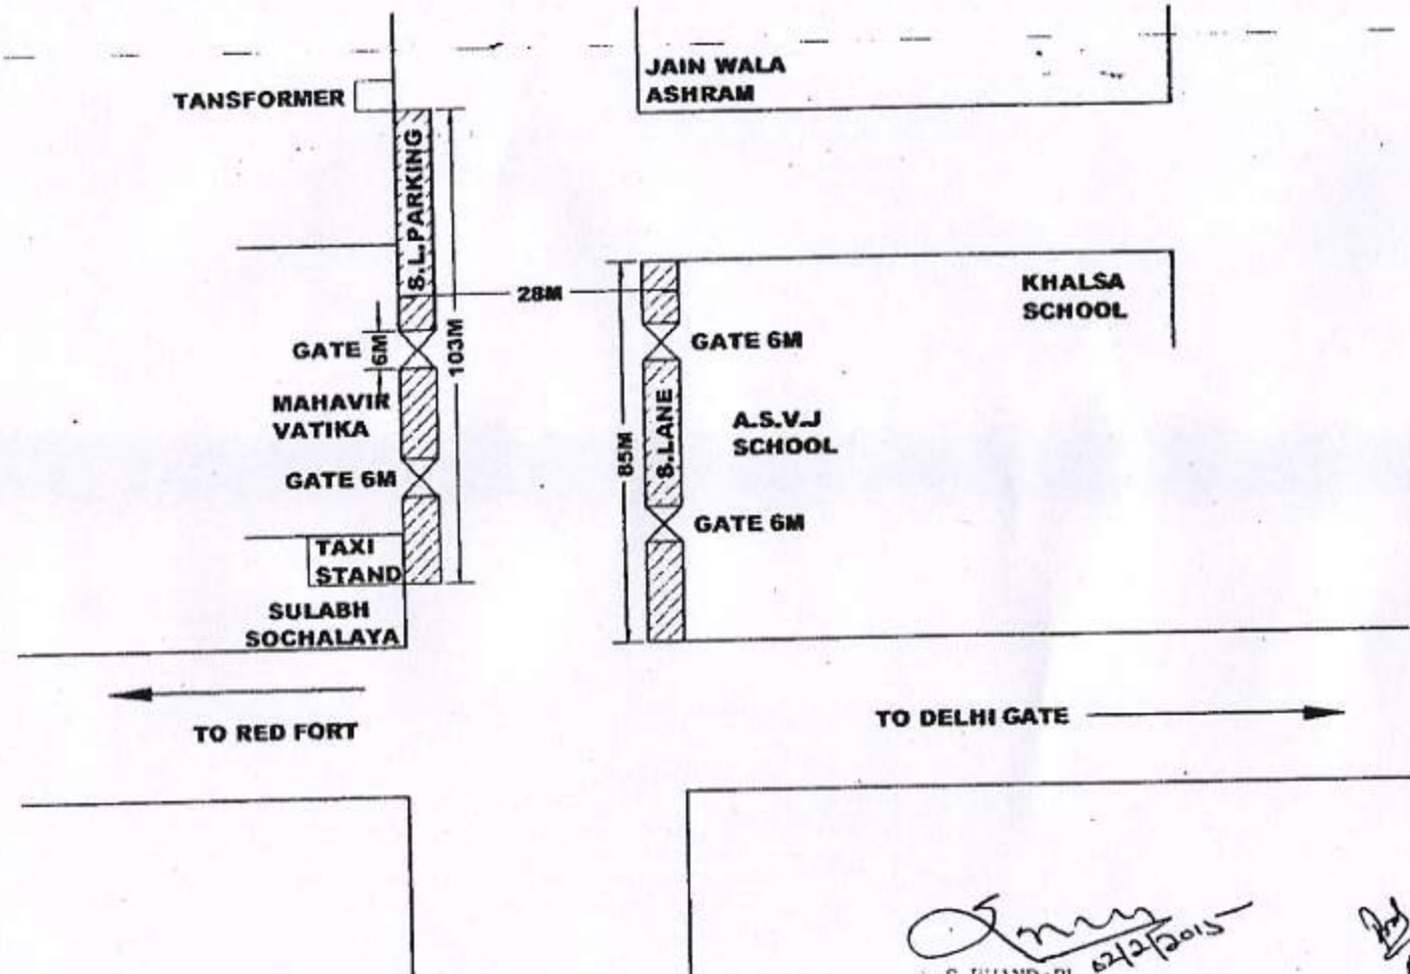 JAIN WALA
ASHRAM
TANSFORMER
S.L.PARKING
28M
KHALSA
SCHOOL
GATE
6M
103M
GATE 6M
MAHAVIR
VATIKA
S.LANE
A.S.V.J
SCHOOL
85M
GATE 6M
GATE 6M
TAXI
STAND
SULABH
SOCHALAYA
TO RED FORT
TO DELHI GATE
02/2/2015